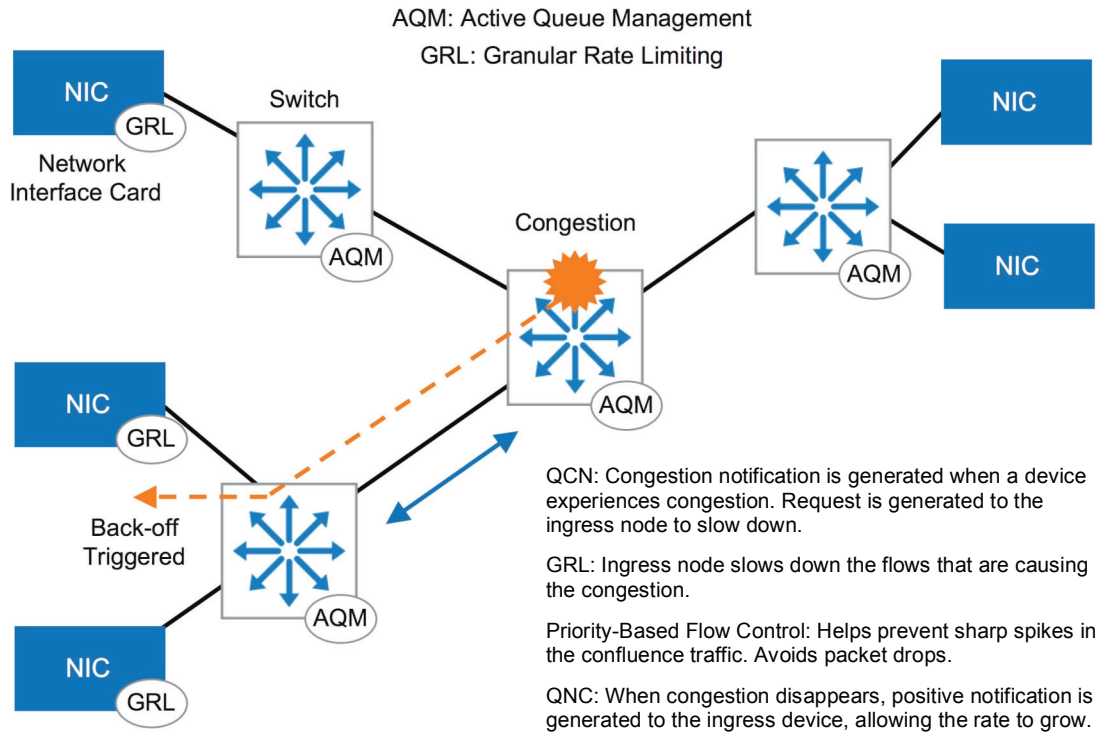 AQM: Active Queue Management
GRL: Granular Rate Limiting
NIC
GRL
Network
Interface Card
Switch
AQM
Congestion
AQM
AQM
NIC
NIC
NIC
GRL
Back-off
Triggered
AQM
NIC
GRL
QCN: Congestion notification is generated when a device
experiences congestion. Request is generated to the
ingress node to slow down.
GRL: Ingress node slows down the flows that are causing
the congestion.
Priority-Based Flow Control: Helps prevent sharp spikes in
the confluence traffic. Avoids packet drops.
QNC: When congestion disappears, positive notification is
generated to the ingress device, allowing the rate to grow.